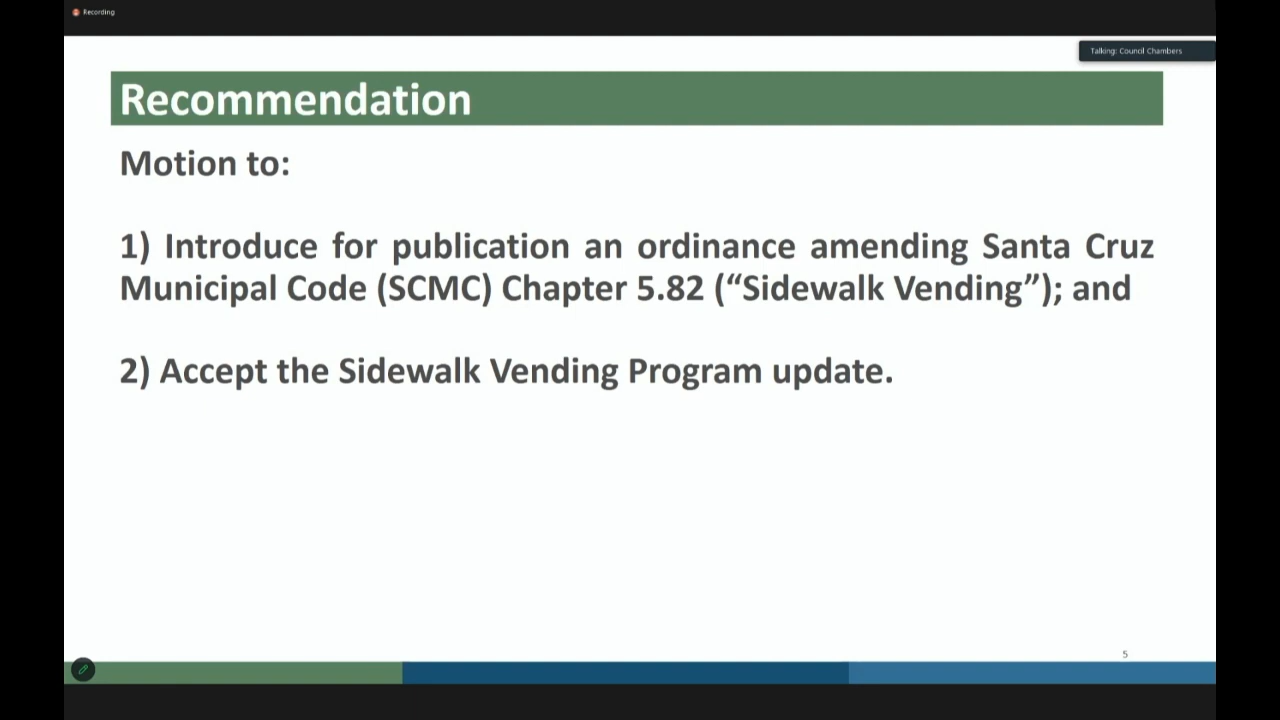 Recording
Talking: Council Chambers
Recommendation
Motion to:
1) Introduce for publication an ordinance amending Santa Cruz
Municipal Code (SCMC) Chapter 5.82 (“Sidewalk Vending”); and
2) Accept the Sidewalk Vending Program update.
5